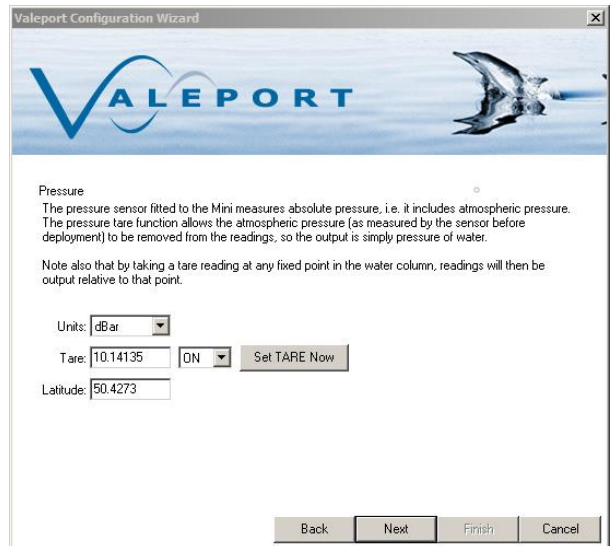 Valeport Configuration Wizard
VALEPORT
Pressure
The pressure sensor fitted to the Mini measures absolute pressure, i.e. it includes atmospheric pressure.
The pressure tare function allows the atmospheric pressure (as measured by the sensor before
deployment) to be removed from the readings, so the output is simply pressure of water.
Note also that by taking a tare reading at any fixed point in the water column, readings will then be
output relative to that point.
Units: dBar
Tare: 10.14135 ON Set TARE Now
Latitude: 50.4273
Back Next Finish Cancel